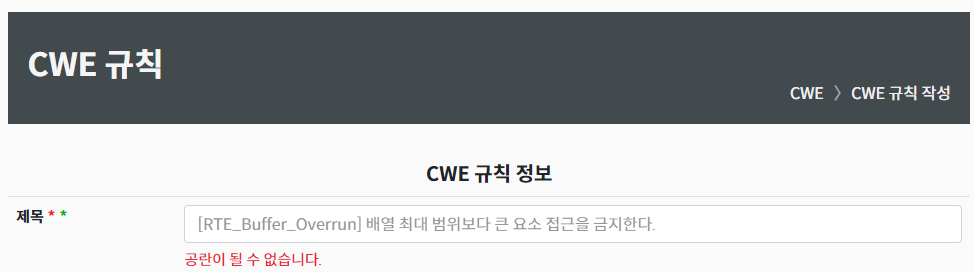 CWE 규칙
CWE 〉 CWE 규칙 작성
CWE 규칙 정보
제목 * *
[RTE_Buffer_Overrun] 배열 최대 범위보다 큰 요소 접근을 금지한다.
공란이 될 수 없습니다.